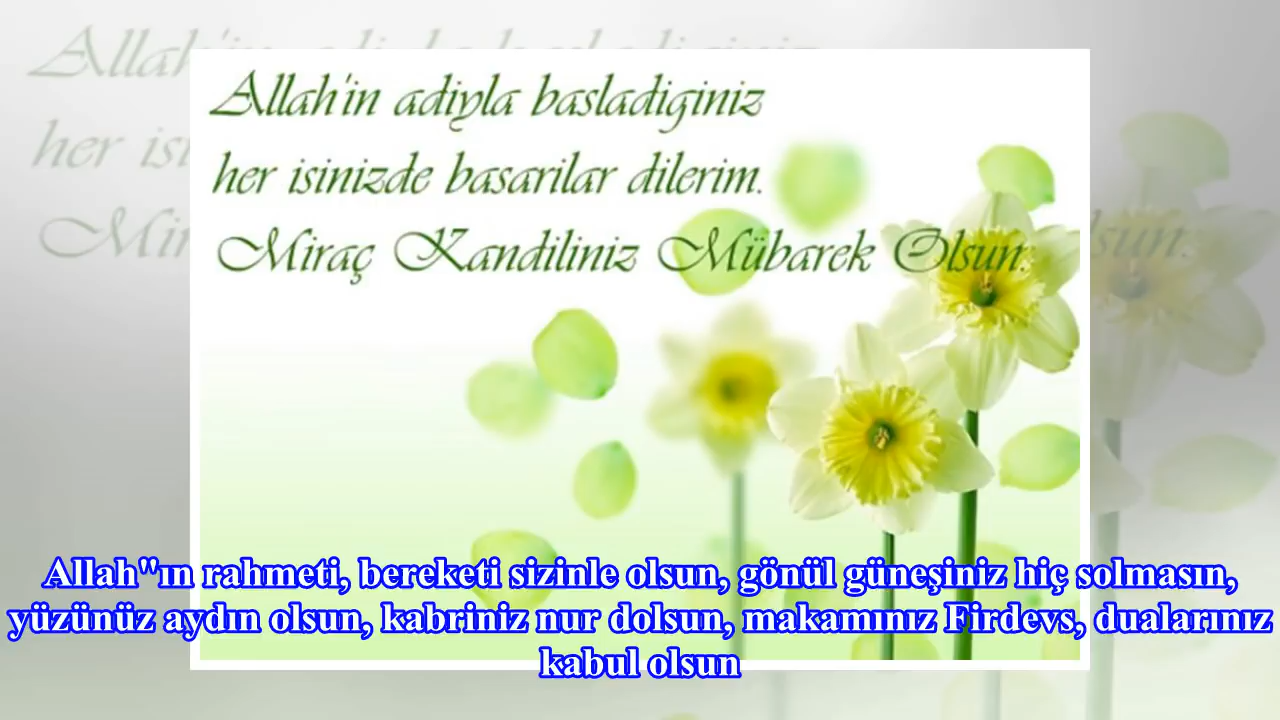 Allah'in adiyla basladiginiz
her isinizde basarilar dilerim.
Miraç Kandiliniz Mübarek Olsun.
Allah"ın rahmeti, bereketi sizinle olsun, gönül güneşiniz hiç solmasın,
yüzünüz aydın olsun, kabriniz nur dolsun, makamınız Firdevs, dualarınız
kabul olsun